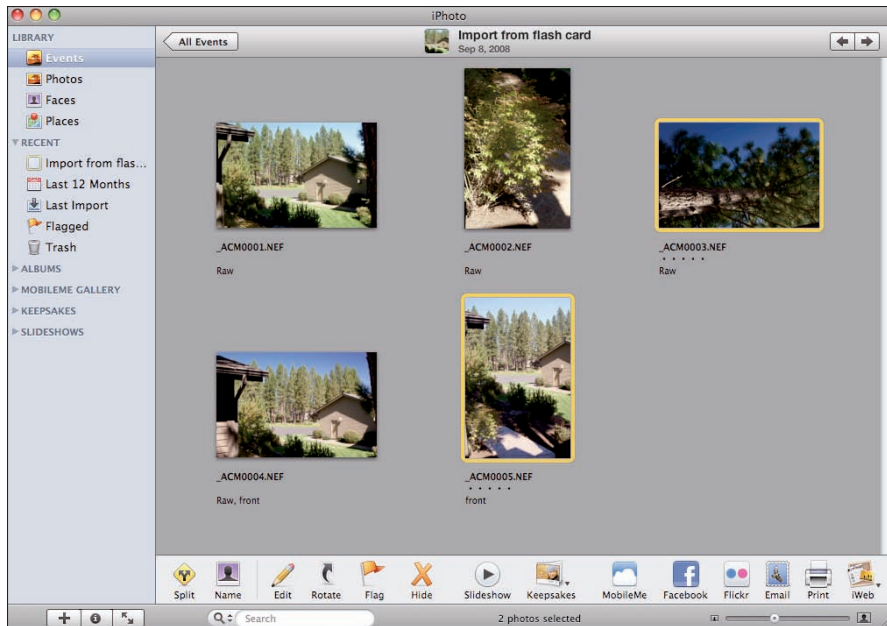 iPhoto
LIBRARY
Events
Photos
Faces
Places
RECENT
Import from flas...
Last 12 Months
Last Import
Flagged
Trash
ALBUMS
MOBILEME GALLERY
KEEPSAKES
SLIDESHOWS
All Events
Import from flash card
Sep 8, 2008
_ACM0001.NEF
Raw
_ACM0002.NEF
Raw
_ACM0003.NEF
Raw
_ACM0004.NEF
Raw, front
_ACM0005.NEF
front
Split
Name
Edit
Rotate
Flag
Hide
Slideshow
Keepsakes
MobileMe
Facebook
Flickr
Email
Print
iWeb
Search
2 photos selected